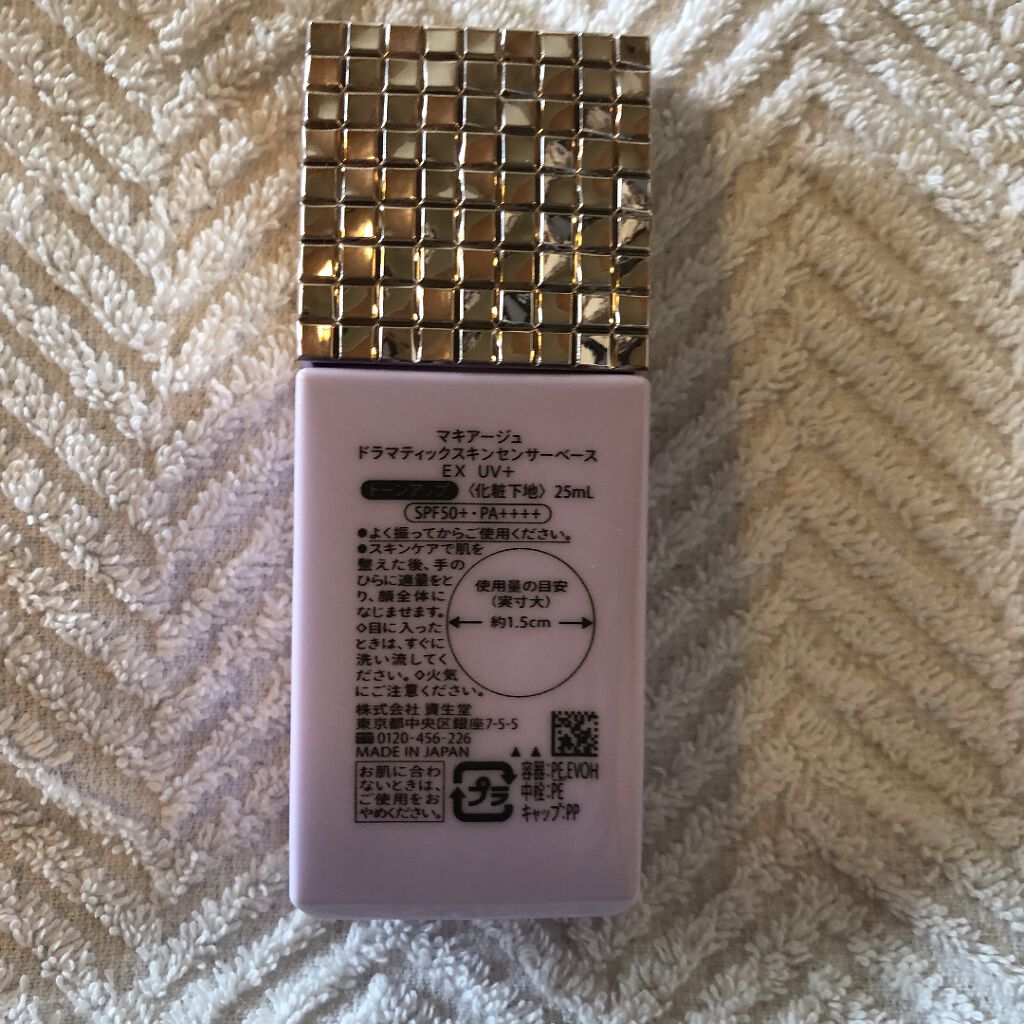 マキアージュ
ドラマティックスキンセンサーベース
EX UV+
トーンアップ 〈化粧下地〉 25mL
SPF50+・PA++++
●よく振ってからご使用ください。
●スキンケアで肌を
整えた後、手の
ひらに適量をと
り、顔全体に
なじませます。
◇目に入った
ときは、すぐに
洗い流してく
ださい。◇火気
にご注意ください。
使用量の目安
(実寸大)
約1.5cm
株式会社 資生堂
東京都中央区銀座7-5-5
☎0120-456-226
MADE IN JAPAN
お肌に合わ
ないときは、
ご使用をお
やめください。
プラ
容器:PE,EVOH
中栓:PE
キャップ:PP